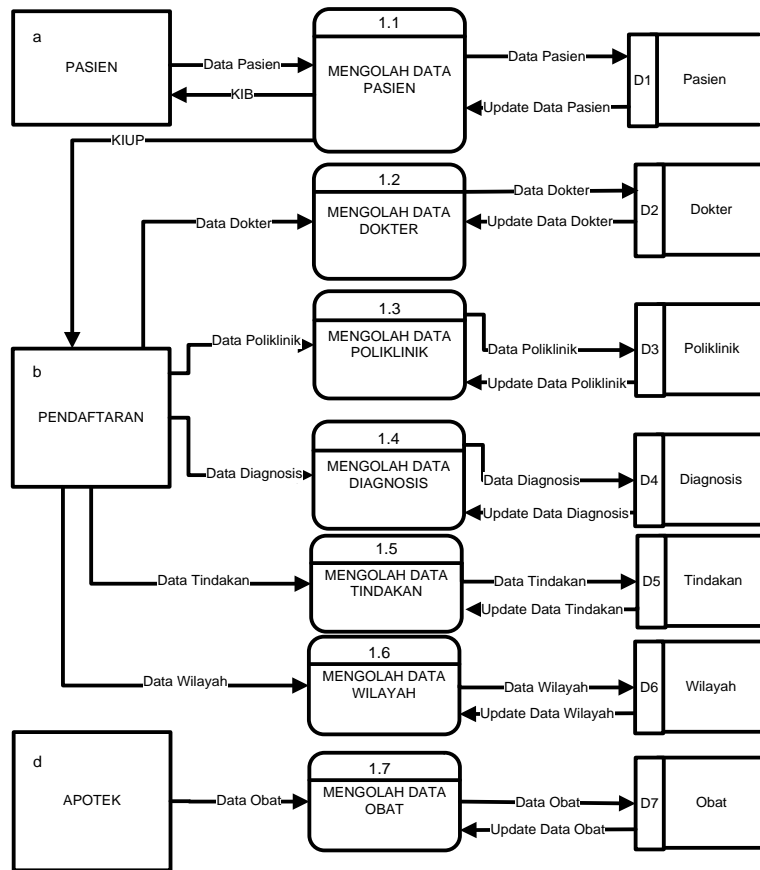 a
PASIEN
Data Pasien
KIB
KIUP
1.1
MENGOLAH DATA
PASIEN
Data Pasien
Update Data Pasien
D1
Pasien
1.2
MENGOLAH DATA
DOKTER
Data Dokter
Data Dokter
Update Data Dokter
D2
Dokter
b
PENDAFTARAN
Data Poliklinik
1.3
MENGOLAH DATA
POLIKLINIK
Data Poliklinik
Update Data Poliklinik
D3
Poliklinik
Data Diagnosis
1.4
MENGOLAH DATA
DIAGNOSIS
Data Diagnosis
Update Data Diagnosis
D4
Diagnosis
Data Tindakan
1.5
MENGOLAH DATA
TINDAKAN
Data Tindakan
Update Data Tindakan
D5
Tindakan
Data Wilayah
1.6
MENGOLAH DATA
WILAYAH
Data Wilayah
Update Data Wilayah
D6
Wilayah
d
APOTEK
Data Obat
1.7
MENGOLAH DATA
OBAT
Data Obat
Update Data Obat
D7
Obat